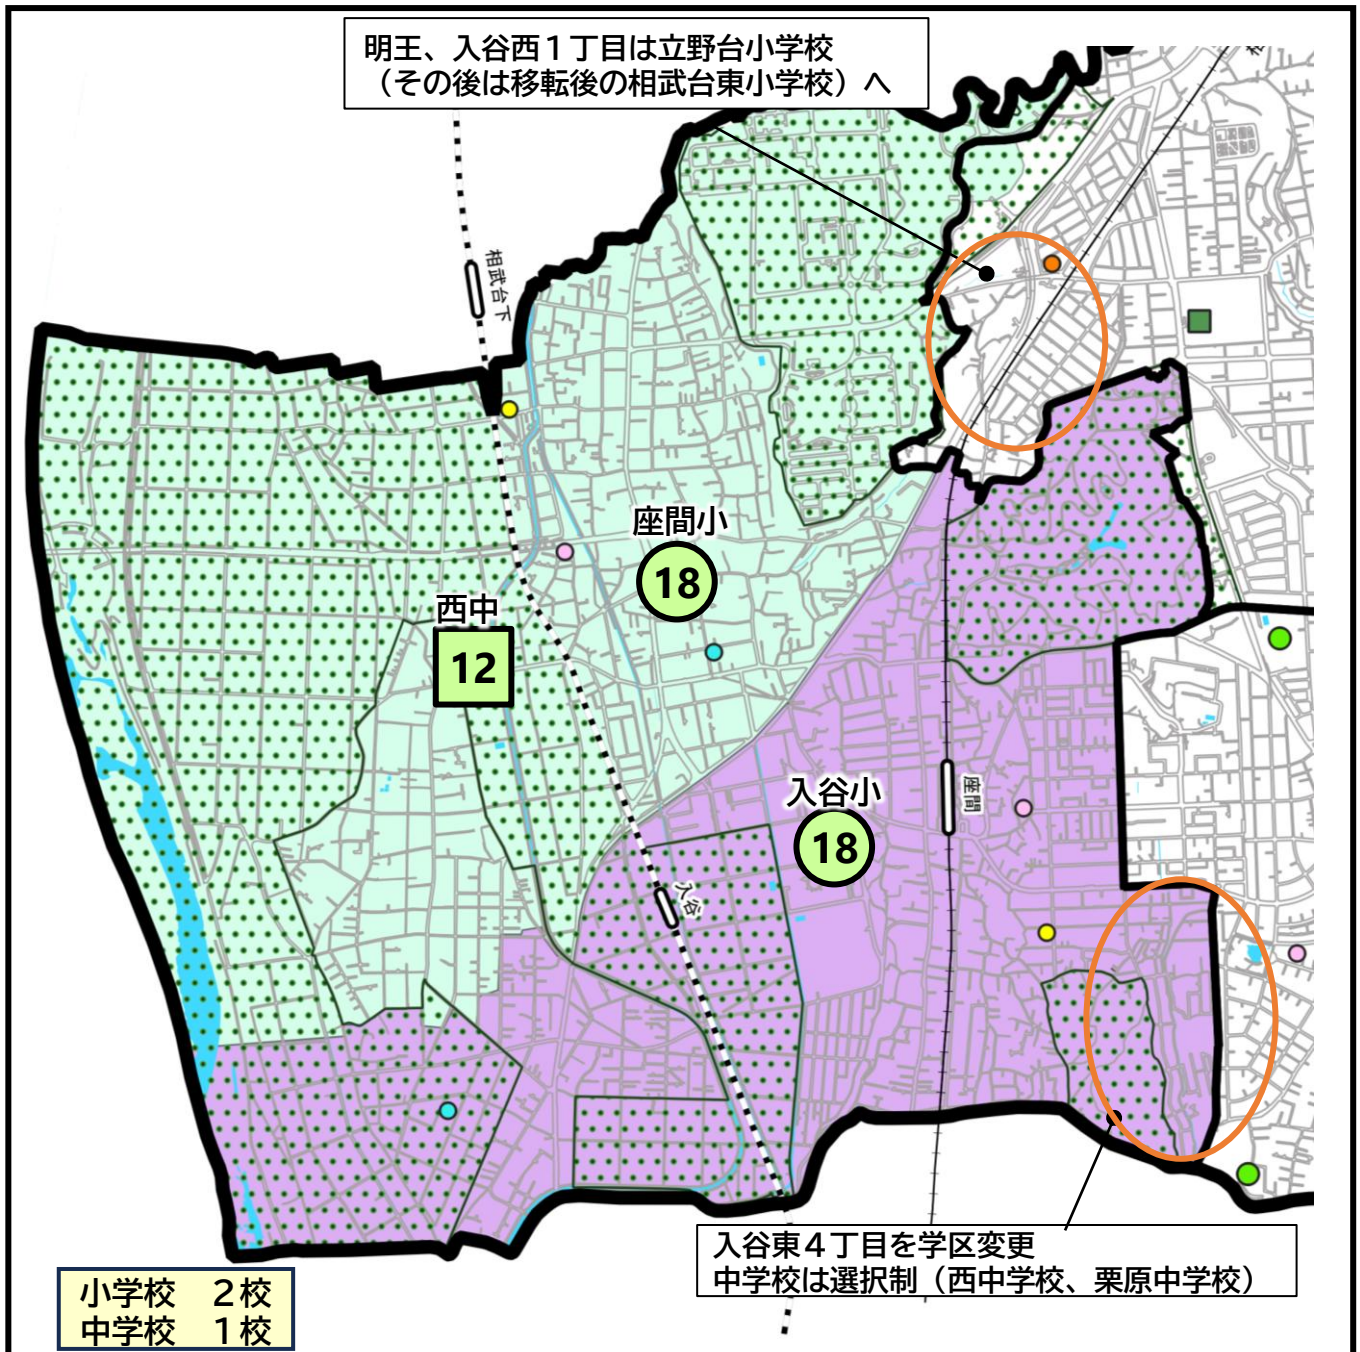 明王、入谷西１丁目は立野台小学校
（その後は移転後の相武台東小学校）へ
相武台下
座間小
18
西中
12
入谷小
18
座間
入谷
入谷東４丁目を学区変更
中学校は選択制（西中学校、栗原中学校）
小学校　２校
中学校　１校